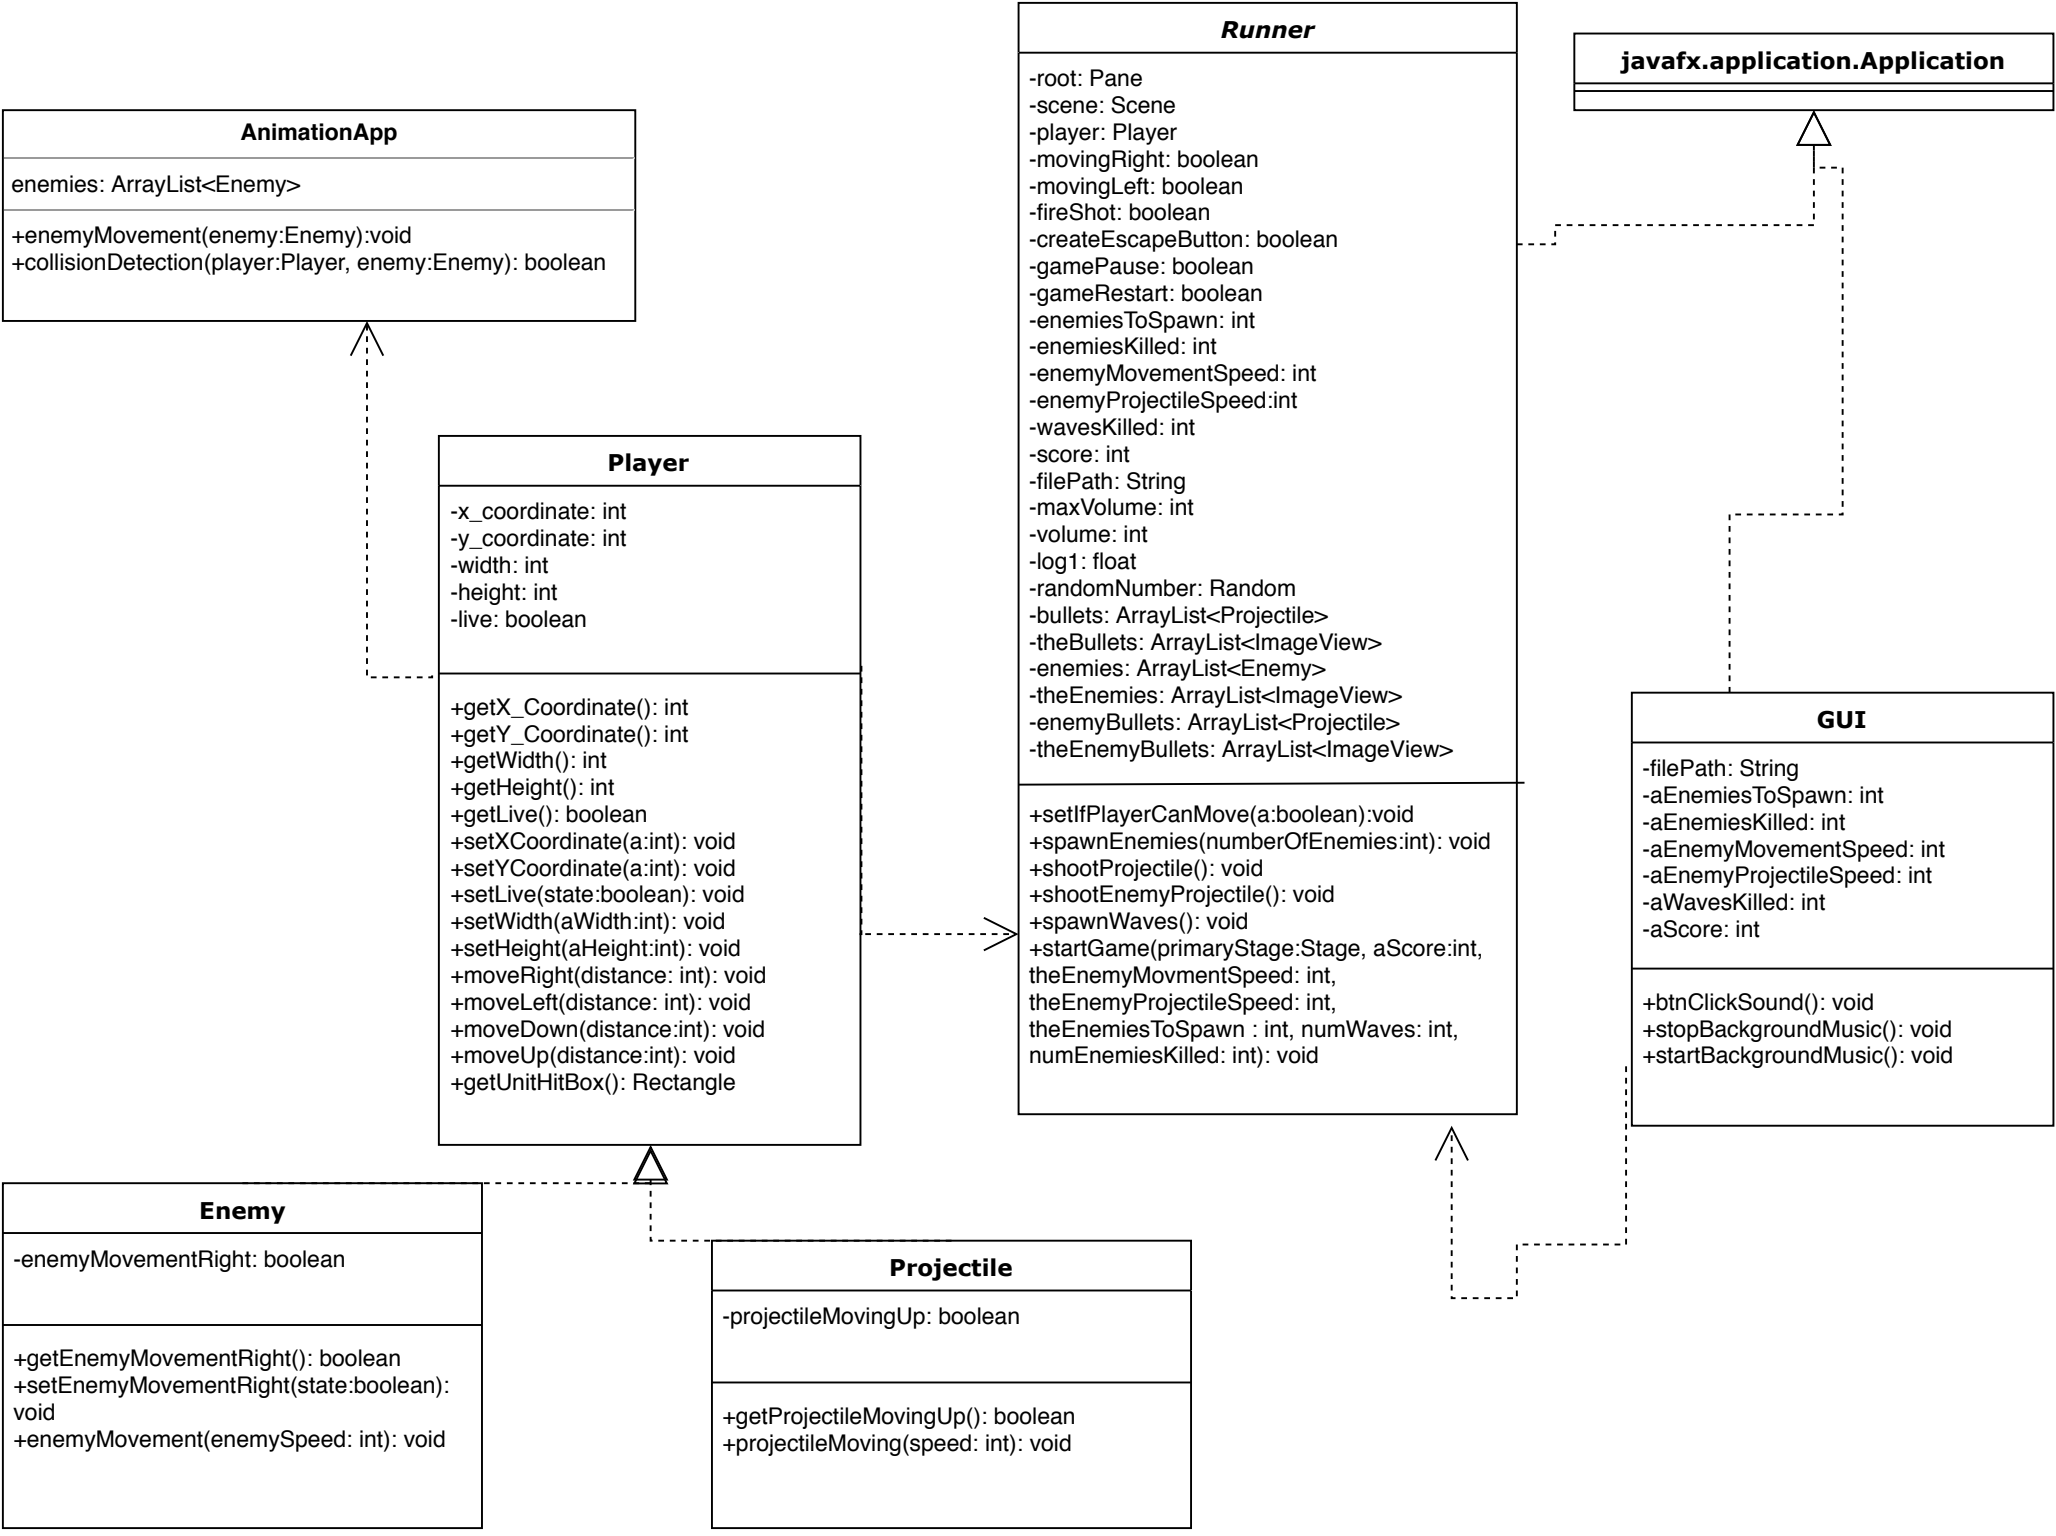 AnimationApp
enemies: ArrayList<Enemy>
+enemyMovement(enemy:Enemy):void
+collisionDetection(player:Player, enemy:Enemy): boolean
Player
-x_coordinate: int
-y_coordinate: int
-width: int
-height: int
-live: boolean
+getX_Coordinate(): int
+getY_Coordinate(): int
+getWidth(): int
+getHeight(): int
+getLive(): boolean
+setXCoordinate(a:int): void
+setYCoordinate(a:int): void
+setLive(state:boolean): void
+setWidth(aWidth:int): void
+setHeight(aHeight:int): void
+moveRight(distance: int): void
+moveLeft(distance: int): void
+moveDown(distance:int): void
+moveUp(distance:int): void
+getUnitHitBox(): Rectangle
Enemy
-enemyMovementRight: boolean
+getEnemyMovementRight(): boolean
+setEnemyMovementRight(state:boolean):
void
+enemyMovement(enemySpeed: int): void
Projectile
-projectileMovingUp: boolean
+getProjectileMovingUp(): boolean
+projectileMoving(speed: int): void
Runner
-root: Pane
-scene: Scene
-player: Player
-movingRight: boolean
-movingLeft: boolean
-fireShot: boolean
-createEscapeButton: boolean
-gamePause: boolean
-gameRestart: boolean
-enemiesToSpawn: int
-enemiesKilled: int
-enemyMovementSpeed: int
-enemyProjectileSpeed:int
-wavesKilled: int
-score: int
-filePath: String
-maxVolume: int
-volume: int
-log1: float
-randomNumber: Random
-bullets: ArrayList<Projectile>
-theBullets: ArrayList<ImageView>
-enemies: ArrayList<Enemy>
-theEnemies: ArrayList<ImageView>
-enemyBullets: ArrayList<Projectile>
-theEnemyBullets: ArrayList<ImageView>
+setIfPlayerCanMove(a:boolean):void
+spawnEnemies(numberOfEnemies:int): void
+shootProjectile(): void
+shootEnemyProjectile(): void
+spawnWaves(): void
+startGame(primaryStage:Stage, aScore:int,
theEnemyMovmentSpeed: int,
theEnemyProjectileSpeed: int,
theEnemiesToSpawn : int, numWaves: int,
numEnemiesKilled: int): void
javafx.application.Application
GUI
-filePath: String
-aEnemiesToSpawn: int
-aEnemiesKilled: int
-aEnemyMovementSpeed: int
-aEnemyProjectileSpeed: int
-aWavesKilled: int
-aScore: int
+btnClickSound(): void
+stopBackgroundMusic(): void
+startBackgroundMusic(): void